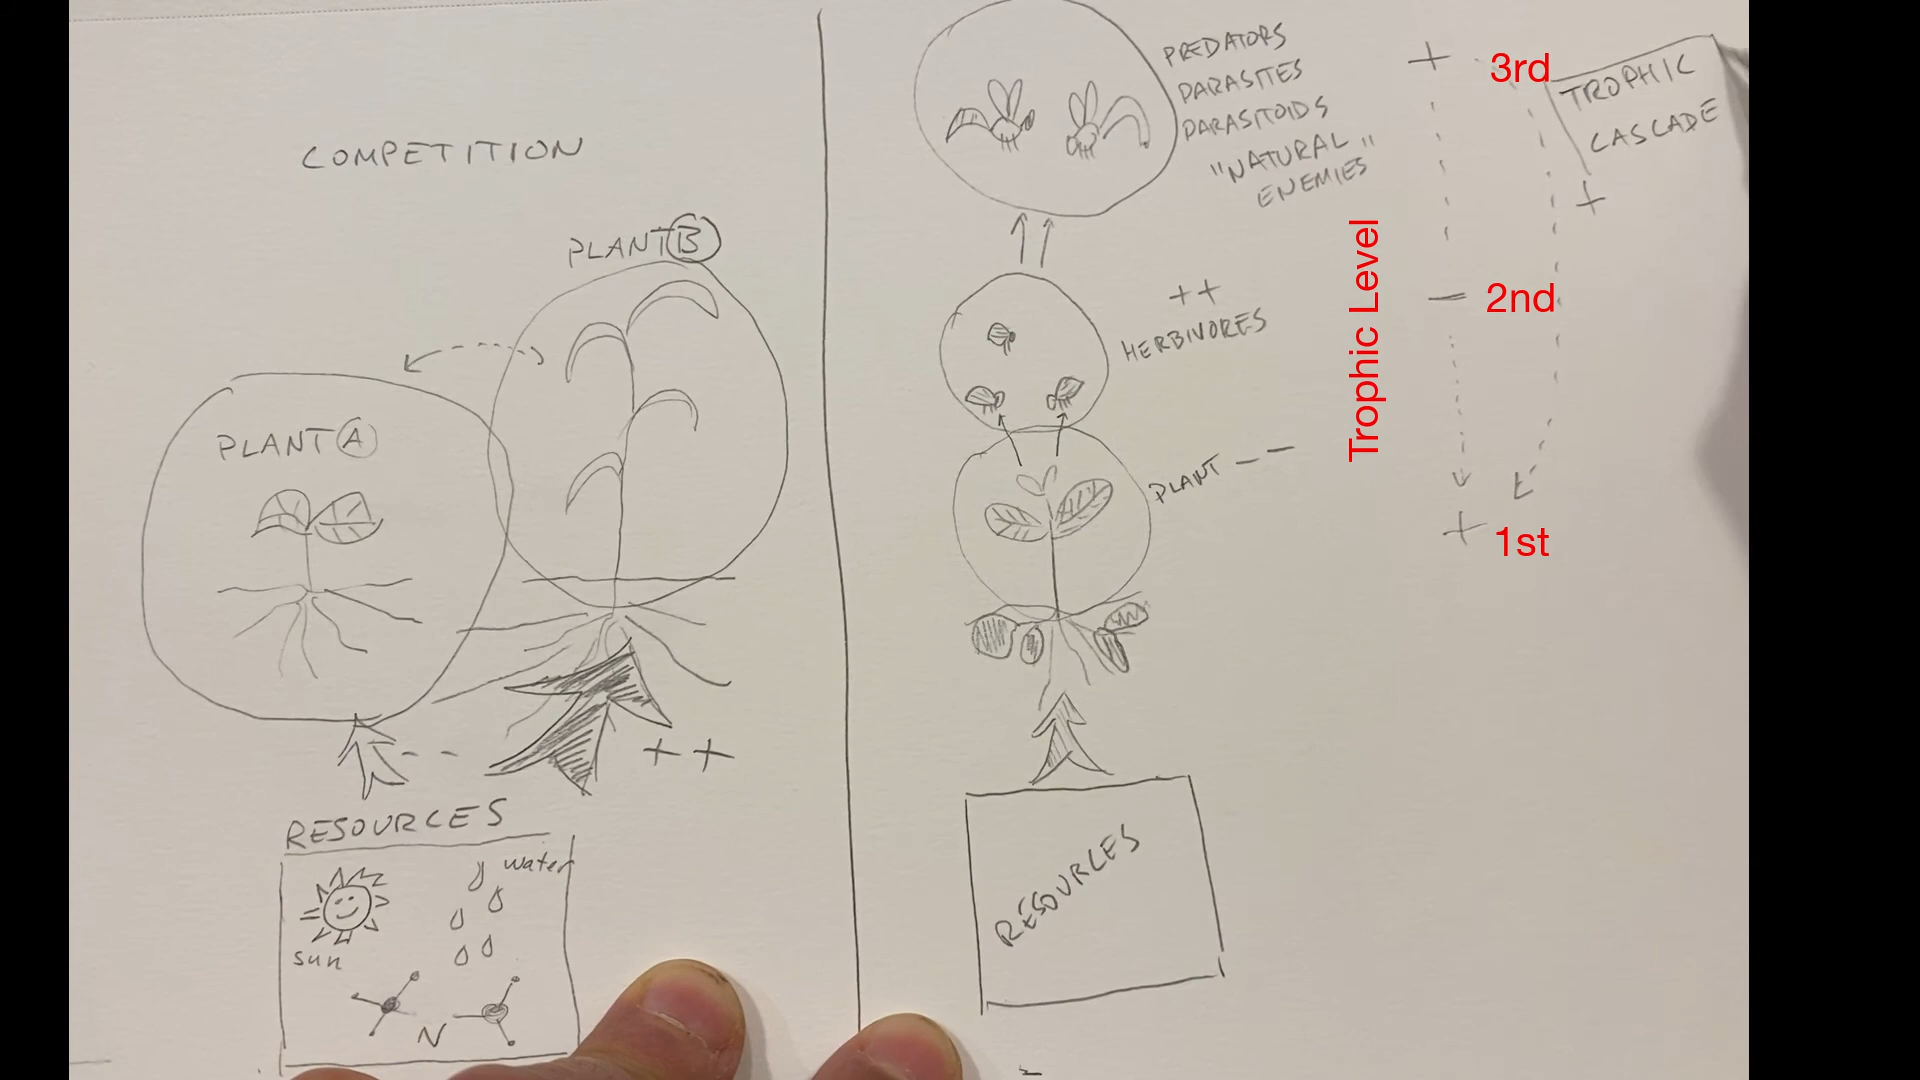 COMPETITION
PLANT B
PLANT A
-- ++
RESOURCES
water
sun
N
PREDATORS
PARASITES
PARASITOIDS
"NATURAL"
ENEMIES
++
HERBIVORES
PLANT --
RESOURCES
+ 3rd
TROPHIC
CASCADE
+
Trophic Level
- 2nd
+ 1st